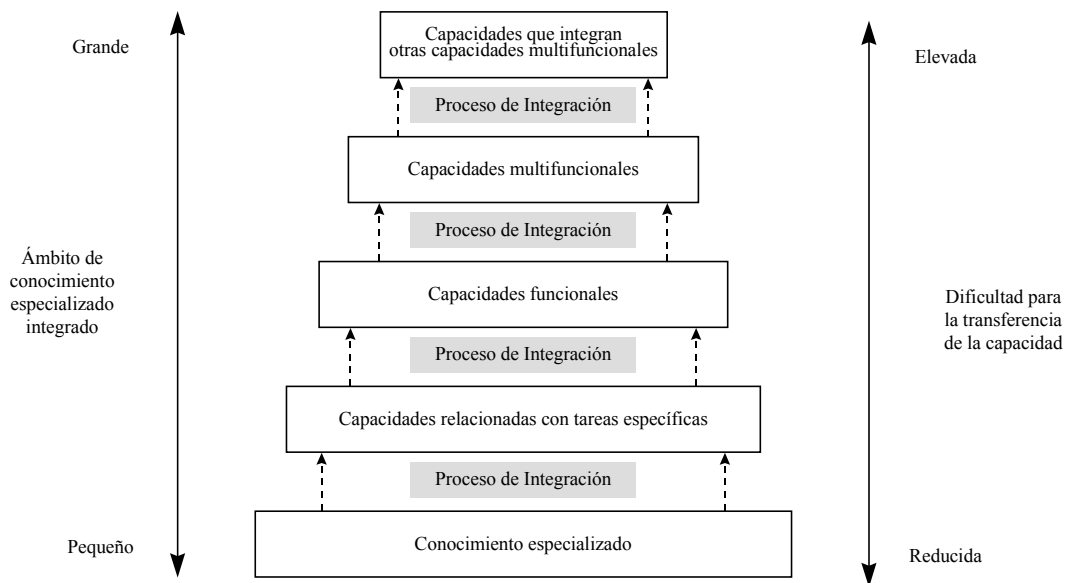 Grande
Capacidades que integran
otras capacidades multifuncionales
Elevada
Proceso de Integración
Capacidades multifuncionales
Proceso de Integración
Ámbito de
conocimiento
especializado
integrado
Capacidades funcionales
Dificultad para
la transferencia
de la capacidad
Proceso de Integración
Capacidades relacionadas con tareas específicas
Proceso de Integración
Pequeño
Conocimiento especializado
Reducida